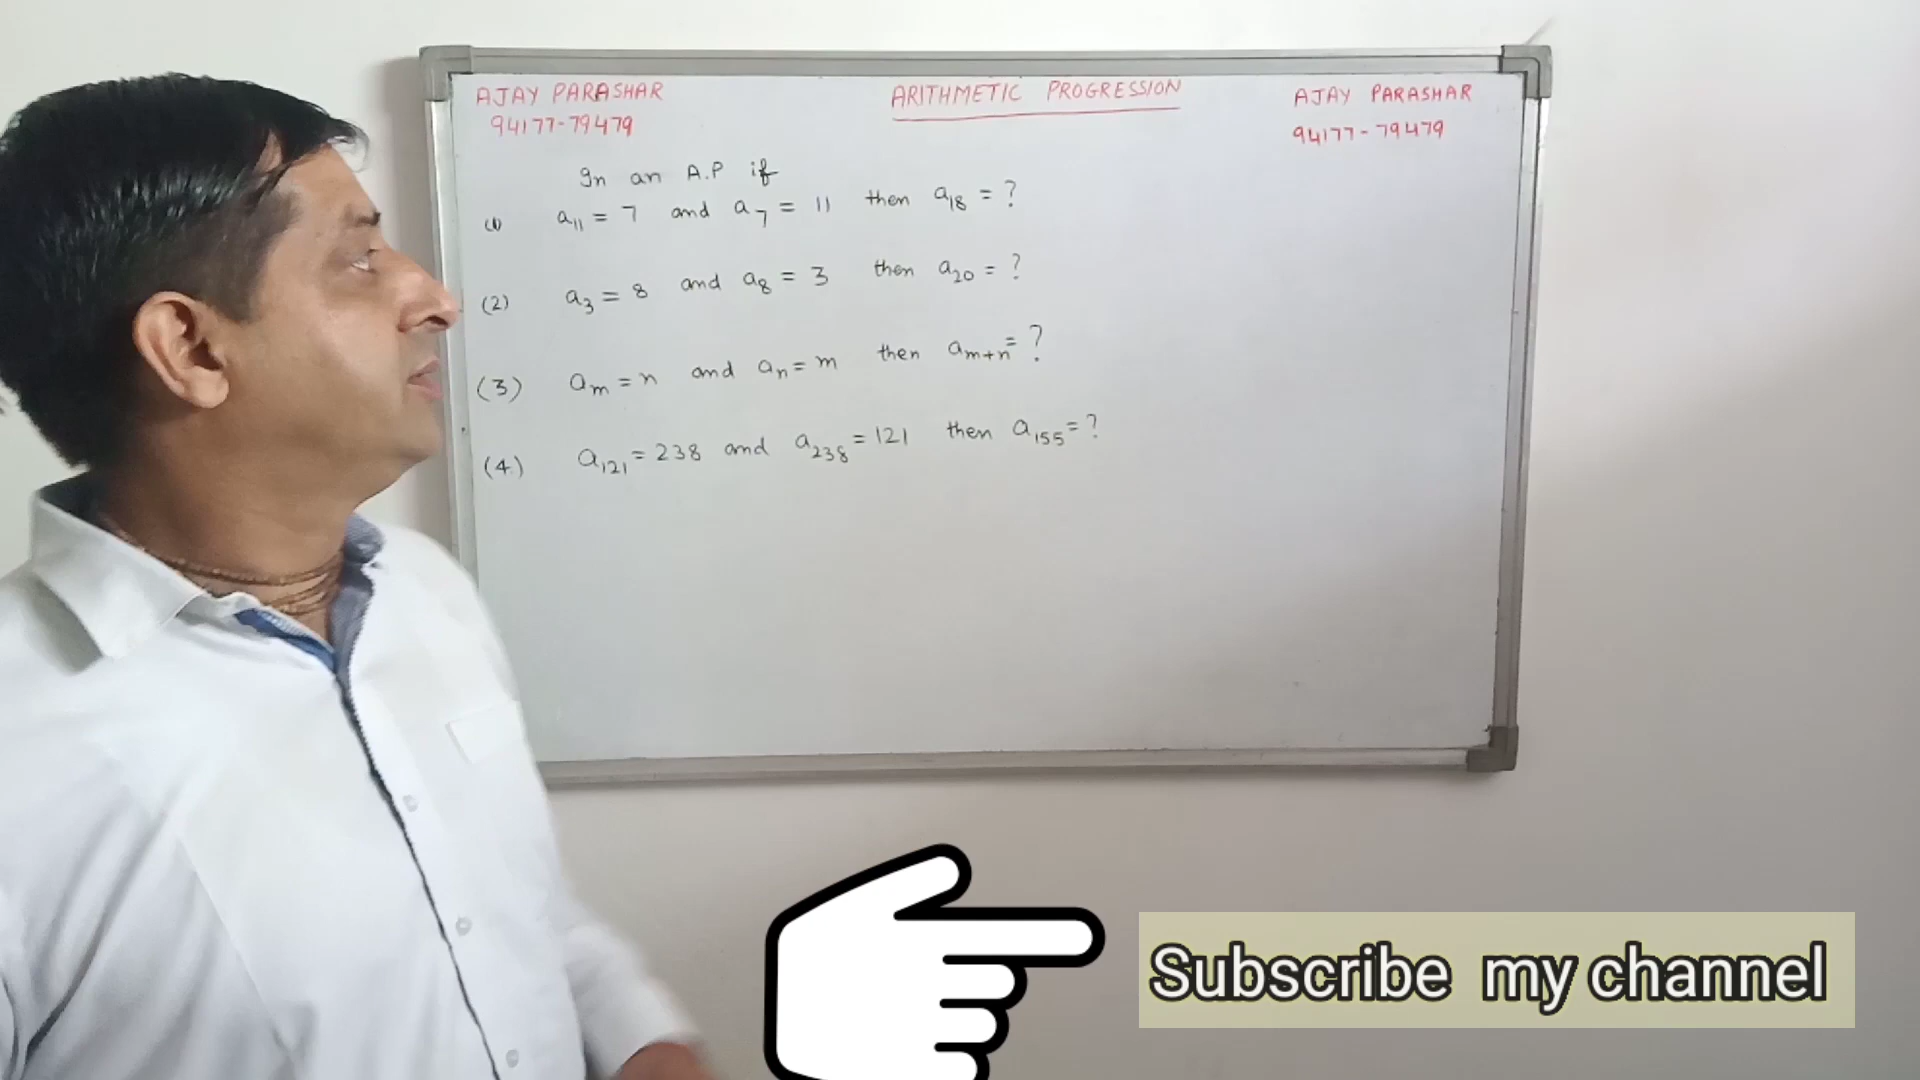 AJAY PARASHAR
94177-79479
ARITHMETIC PROGRESSION
AJAY PARASHAR
94177-79479
In an A.P if
(1) a₁₁ = 7 and a₇ = 11 then a₁₈ = ?
(2) a₃ = 8 and a₈ = 3 then a₂₀ = ?
(3) aₘ = n and aₙ = m then aₘ₊ₙ = ?
(4) a₁₂₁ = 238 and a₂₃₈ = 121 then a₁₅₅ = ?
Subscribe my channel